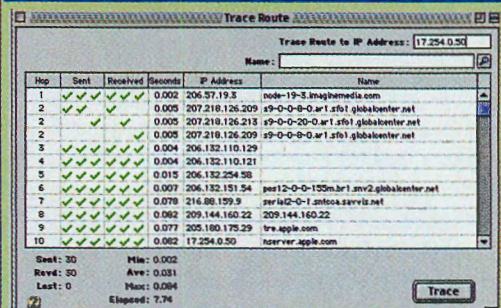 Trace Route
Trace Route to IP Address: 17.254.0.50
Name:
Hop Sent Received Seconds IP Address Name
1 0.002 206.57.19.3 node-19-3.imaginemedia.com
2 0.005 207.218.126.209 s9-0-0-8-0.ar1.sfo1.globalcenter.net
2 0.005 207.218.126.213 s9-0-0-20-0.ar1.sfo1.globalcenter.net
2 0.005 207.218.126.209 s9-0-0-8-0.ar1.sfo1.globalcenter.net
3 0.004 206.132.110.129
4 0.004 206.132.110.121
5 0.015 206.132.254.58
6 0.007 206.132.151.54 pos12-0-0-155m.br1.snv2.globalcenter.net
7 0.078 216.88.159.9 serial2-0-1.sntcca.savvis.net
8 0.082 209.144.160.22 209.144.160.22
9 0.077 205.180.175.29 tre.apple.com
10 0.082 17.254.0.50 nserver.apple.com
Sent: 30 Min: 0.002
Rcvd: 30 Ave: 0.031
Lost: 0 Max: 0.084
Elapsed: 7.74
Trace